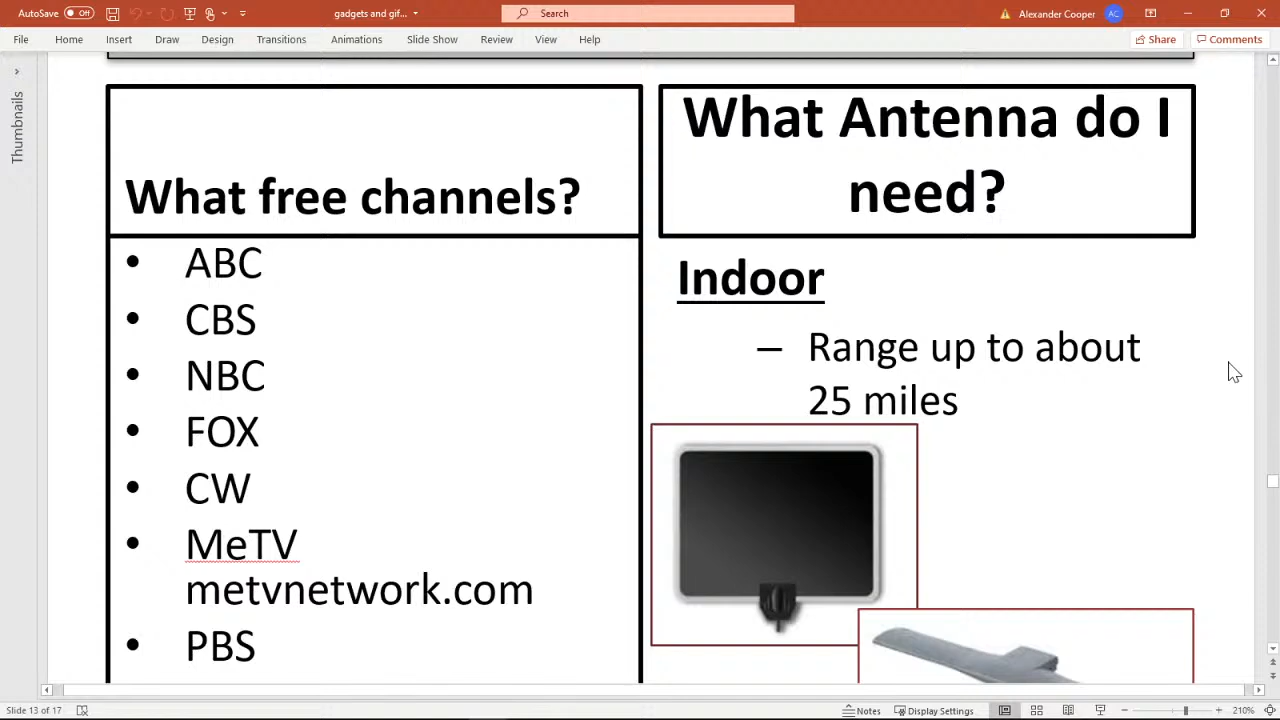 AutoSave Off gadgets and gif... Search Alexander Cooper AC
File Home Insert Draw Design Transitions Animations Slide Show Review View Help Share Comments
Thumbnails
What free channels?
• ABC
• CBS
• NBC
• FOX
• CW
• MeTV
metvnetwork.com
• PBS
What Antenna do I
need?
Indoor
– Range up to about
25 miles
Slide 13 of 17 Notes Display Settings 210%